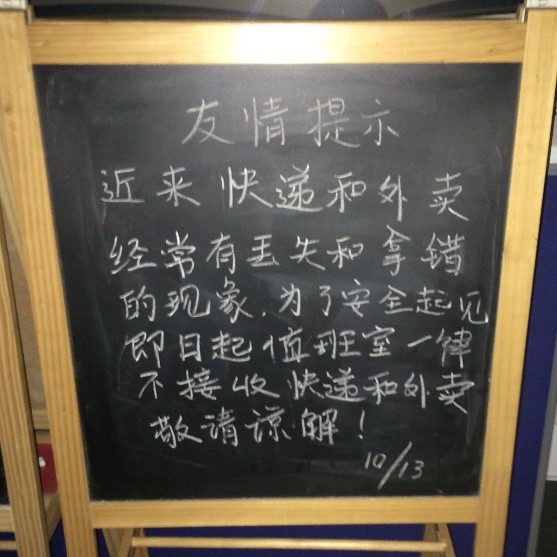 友情提示
近来快递和外卖
经常有丢失和拿错
的现象.为了安全起见
即日起值班室一律
不接收快递和外卖
敬请谅解！
10/13